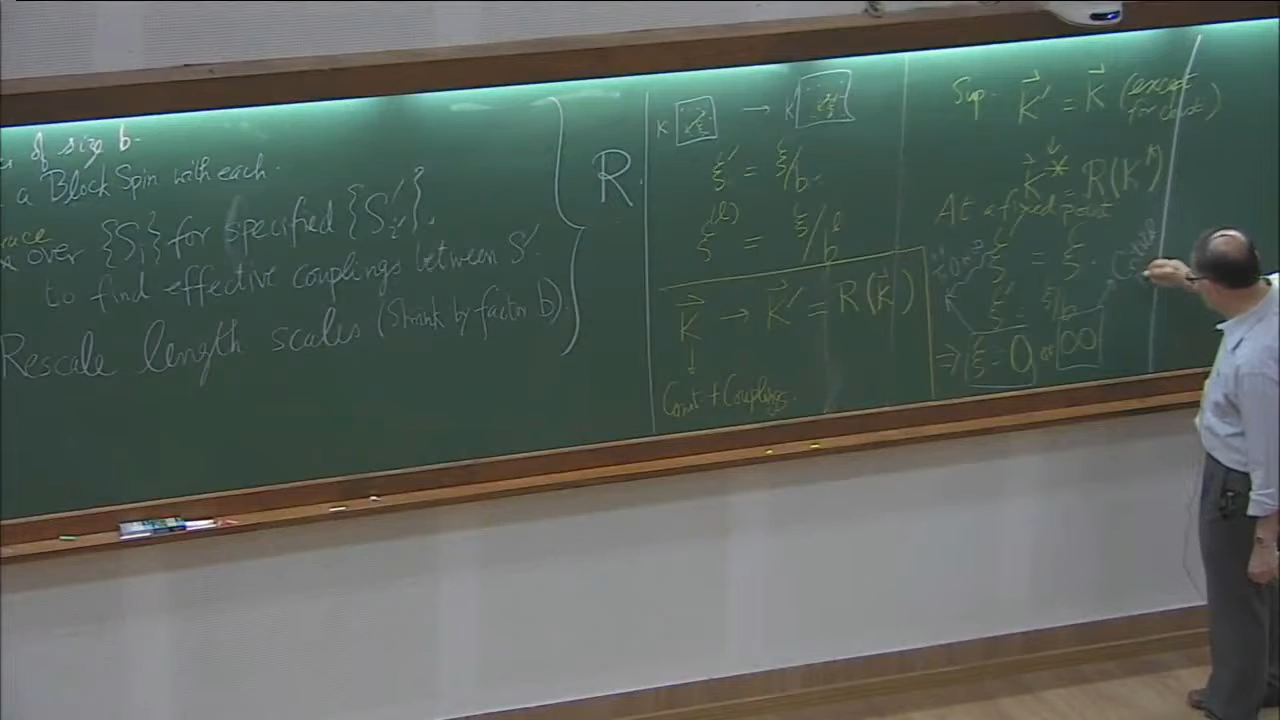 of size b.
a Block Spin with each.
over {S_i} for specified {S'_i'}.
to find effective couplings between S'.
Rescale length scales (Shrink by factor b)
R
K → K
ξ' = ξ/b.
ξ^(l) = ξ/b^l
K⃗ → K⃗' = R(K⃗)
↓
Const + Couplings.
Sup. K⃗' = K⃗ (except for const)
↓
K⃗* = R(K*)
At a fixed point
ξ' = ξ.
ξ' = ξ/b
⇒ ξ = 0 or ∞